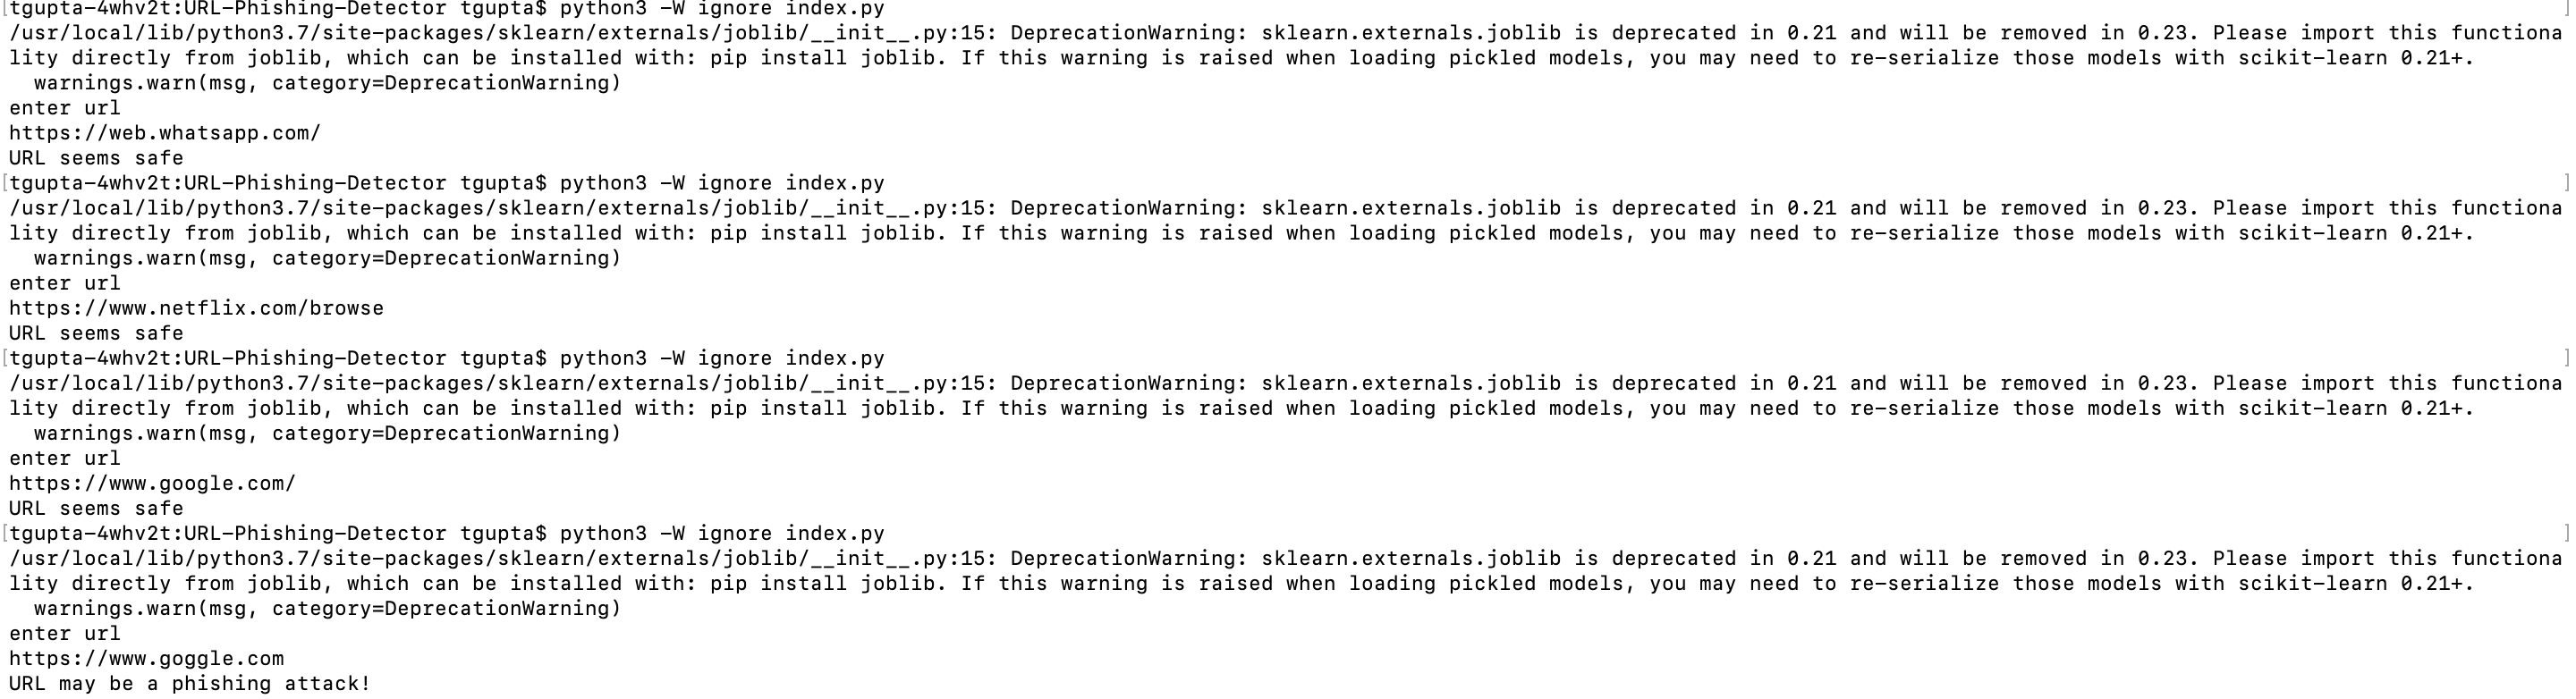 [tgupta-4whv2t:URL-Phishing-Detector tgupta$ python3 -W ignore index.py ]
/usr/local/lib/python3.7/site-packages/sklearn/externals/joblib/__init__.py:15: DeprecationWarning: sklearn.externals.joblib is deprecated in 0.21 and will be removed in 0.23. Please import this functiona
lity directly from joblib, which can be installed with: pip install joblib. If this warning is raised when loading pickled models, you may need to re-serialize those models with scikit-learn 0.21+.
  warnings.warn(msg, category=DeprecationWarning)
enter url
https://web.whatsapp.com/
URL seems safe
[tgupta-4whv2t:URL-Phishing-Detector tgupta$ python3 -W ignore index.py ]
/usr/local/lib/python3.7/site-packages/sklearn/externals/joblib/__init__.py:15: DeprecationWarning: sklearn.externals.joblib is deprecated in 0.21 and will be removed in 0.23. Please import this functiona
lity directly from joblib, which can be installed with: pip install joblib. If this warning is raised when loading pickled models, you may need to re-serialize those models with scikit-learn 0.21+.
  warnings.warn(msg, category=DeprecationWarning)
enter url
https://www.netflix.com/browse
URL seems safe
[tgupta-4whv2t:URL-Phishing-Detector tgupta$ python3 -W ignore index.py ]
/usr/local/lib/python3.7/site-packages/sklearn/externals/joblib/__init__.py:15: DeprecationWarning: sklearn.externals.joblib is deprecated in 0.21 and will be removed in 0.23. Please import this functiona
lity directly from joblib, which can be installed with: pip install joblib. If this warning is raised when loading pickled models, you may need to re-serialize those models with scikit-learn 0.21+.
  warnings.warn(msg, category=DeprecationWarning)
enter url
https://www.google.com/
URL seems safe
[tgupta-4whv2t:URL-Phishing-Detector tgupta$ python3 -W ignore index.py ]
/usr/local/lib/python3.7/site-packages/sklearn/externals/joblib/__init__.py:15: DeprecationWarning: sklearn.externals.joblib is deprecated in 0.21 and will be removed in 0.23. Please import this functiona
lity directly from joblib, which can be installed with: pip install joblib. If this warning is raised when loading pickled models, you may need to re-serialize those models with scikit-learn 0.21+.
  warnings.warn(msg, category=DeprecationWarning)
enter url
https://www.goggle.com
URL may be a phishing attack!